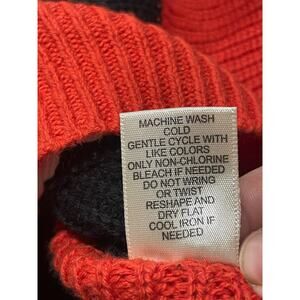 MACHINE WASH
COLD
GENTLE CYCLE WITH
LIKE COLORS
ONLY NON-CHLORINE
BLEACH IF NEEDED
DO NOT WRING
OR TWIST
RESHAPE AND
DRY FLAT
COOL IRON IF
NEEDED